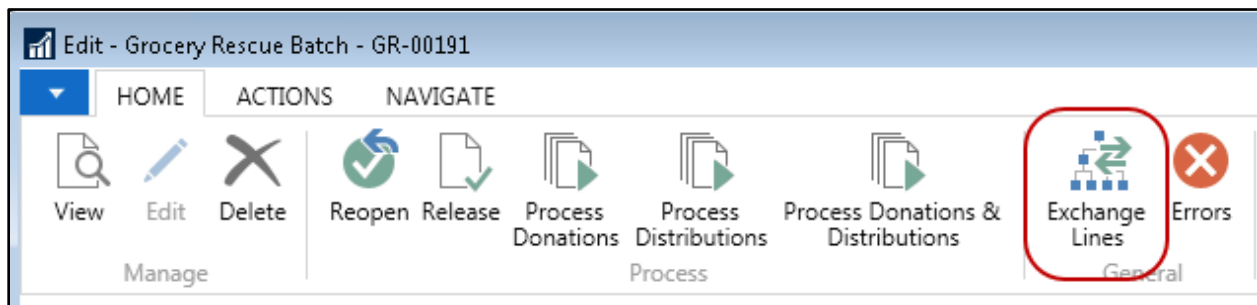 Edit - Grocery Rescue Batch - GR-00191
HOME ACTIONS NAVIGATE
View Edit Delete Reopen Release Process Donations Process Distributions Process Donations & Distributions Exchange Lines Errors
Manage Process General